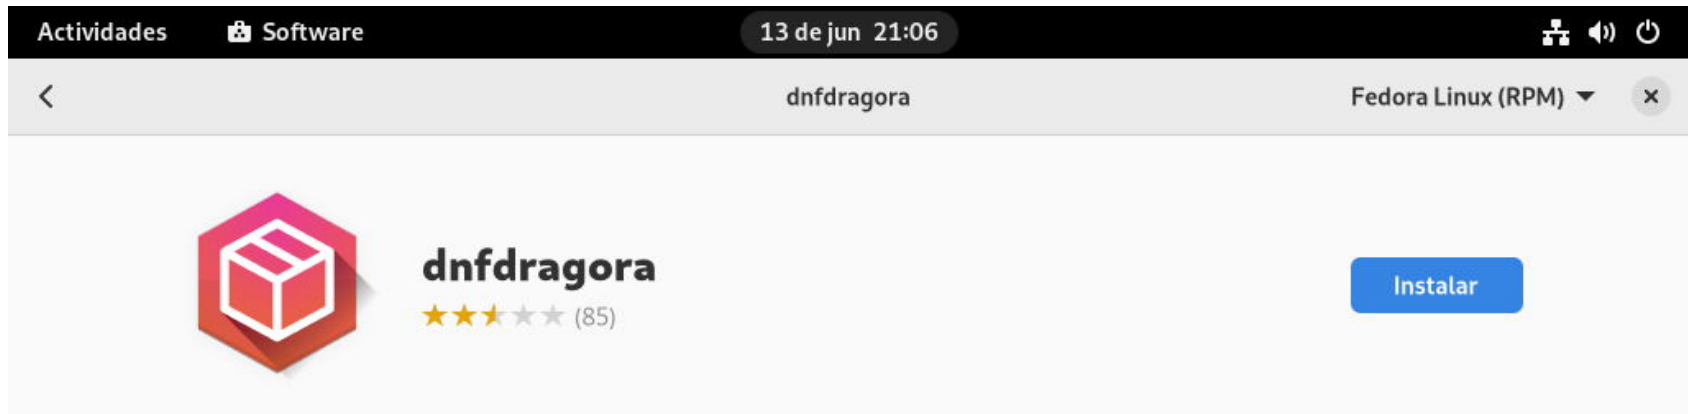 Actividades Software 13 de jun 21:06
dnfdragora Fedora Linux (RPM)
dnfdragora
Instalar
(85)